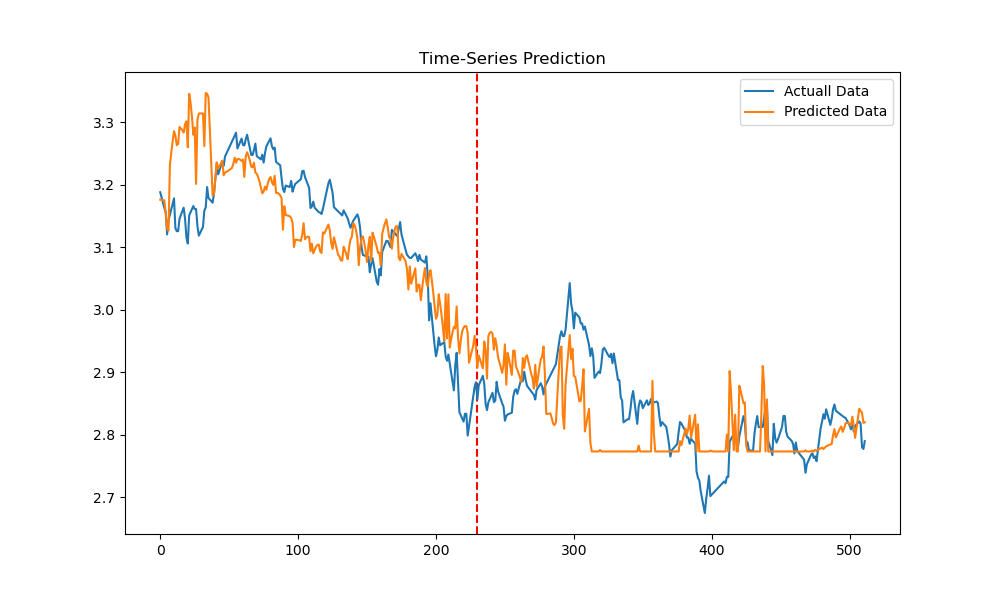 Time-Series Prediction
Actuall Data
Predicted Data
3.3
3.2
3.1
3.0
2.9
2.8
2.7
0 100 200 300 400 500